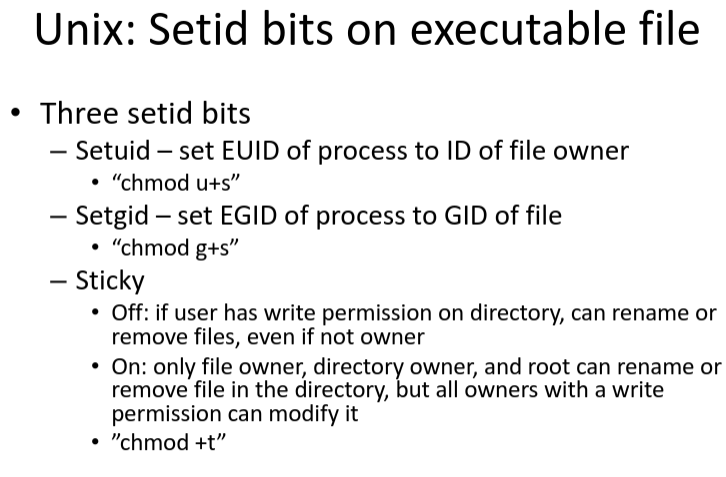 Unix: Setid bits on executable file
• Three setid bits
– Setuid – set EUID of process to ID of file owner
• “chmod u+s”
– Setgid – set EGID of process to GID of file
• “chmod g+s”
– Sticky
• Off: if user has write permission on directory, can rename or
remove files, even if not owner
• On: only file owner, directory owner, and root can rename or
remove file in the directory, but all owners with a write
permission can modify it
• ”chmod +t”